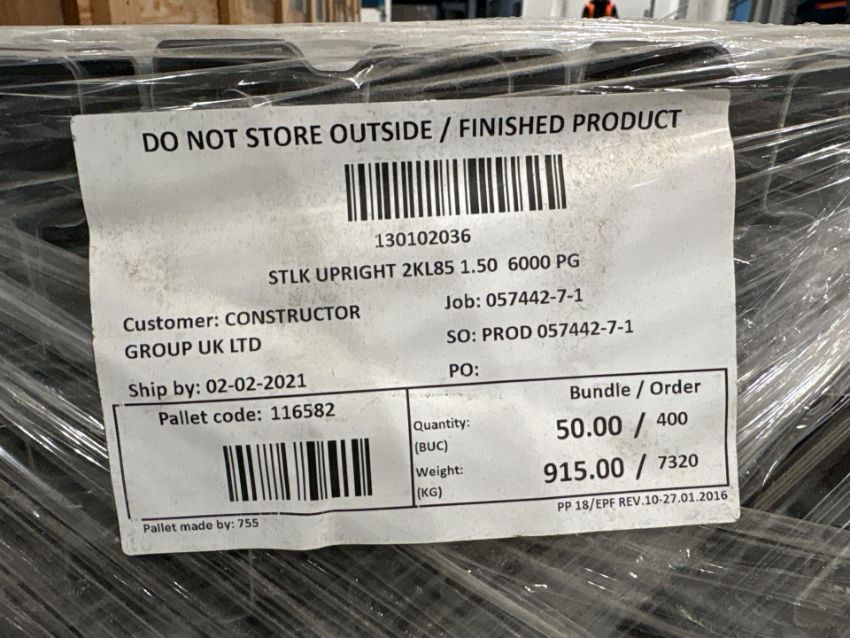 DO NOT STORE OUTSIDE / FINISHED PRODUCT
130102036
STLK UPRIGHT 2KL85 1.50 6000 PG
Customer: CONSTRUCTOR
GROUP UK LTD
Job: 057442-7-1
SO: PROD 057442-7-1
Ship by: 02-02-2021
PO:
Pallet code: 116582
Bundle / Order
Quantity: 50.00 / 400
(BUC)
Weight: 915.00 / 7320
(KG)
Pallet made by: 755
PP 18/EPF REV.10-27.01.2016